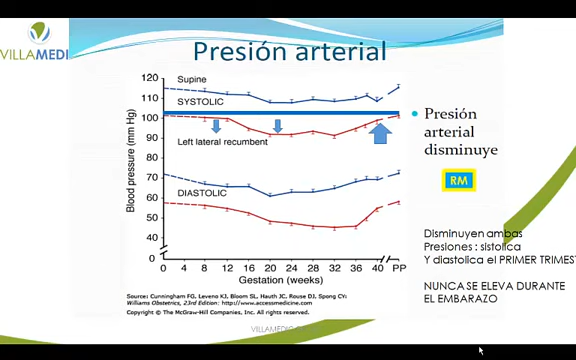 VILLAMEDI
Presión arterial
120
110
100
90
80
70
60
50
40
0
Blood pressure (mm Hg)
Supine
SYSTOLIC
Left lateral recumbent
DIASTOLIC
0 4 8 12 16 20 24 28 32 36 40 PP
Gestation (weeks)
Source: Cunningham FG, Leveno KJ, Bloom SL, Hauth JC, Rouse DJ, Spong CY:
Williams Obstetrics, 23rd Edition: http://www.accessmedicine.com
Copyright © The McGraw-Hill Companies, Inc. All rights reserved.
• Presión
arterial
disminuye
RM
Disminuyen ambas
Presiones : sistolica
Y diastolica el PRIMER TRIMEST
NUNCA SE ELEVA DURANTE
EL EMBARAZO
VILLAMEDIC